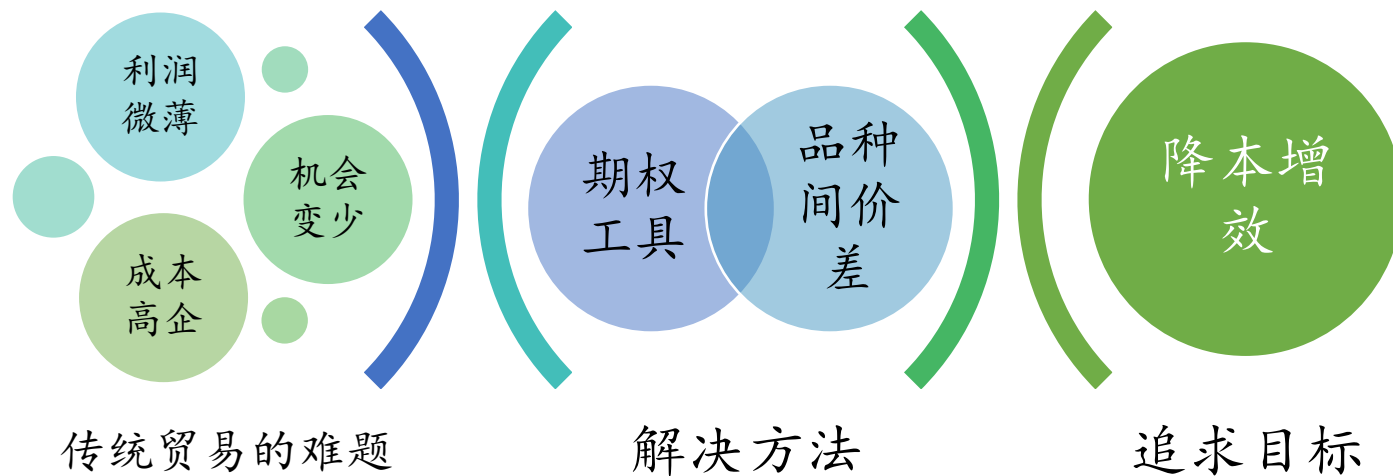 利润
微薄
机会
变少
成本
高企
传统贸易的难题
期权
工具
品种
间价
差
解决方法
降本增
效
追求目标